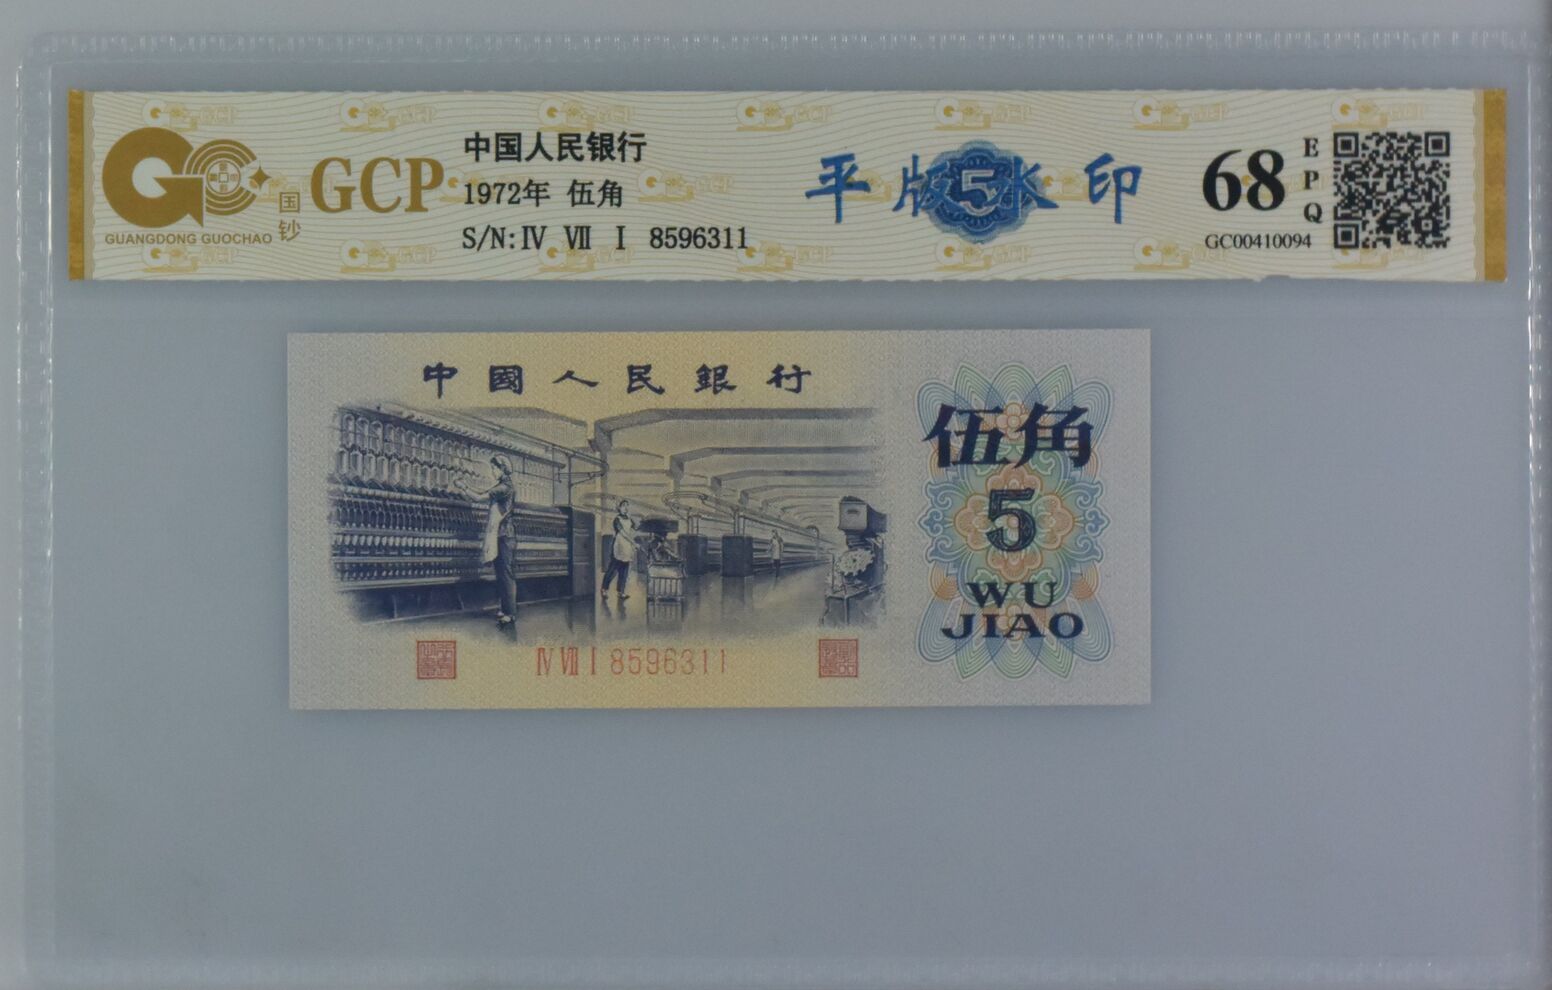 GCP
国钞
GUANGDONG GUOCHAO
中国人民银行
1972年 伍角
S/N:Ⅳ Ⅶ Ⅰ 8596311
平版5水印
68
EPQ
GC00410094
中國人民銀行
伍角
5
WU
JIAO
Ⅳ Ⅶ Ⅰ 8596311